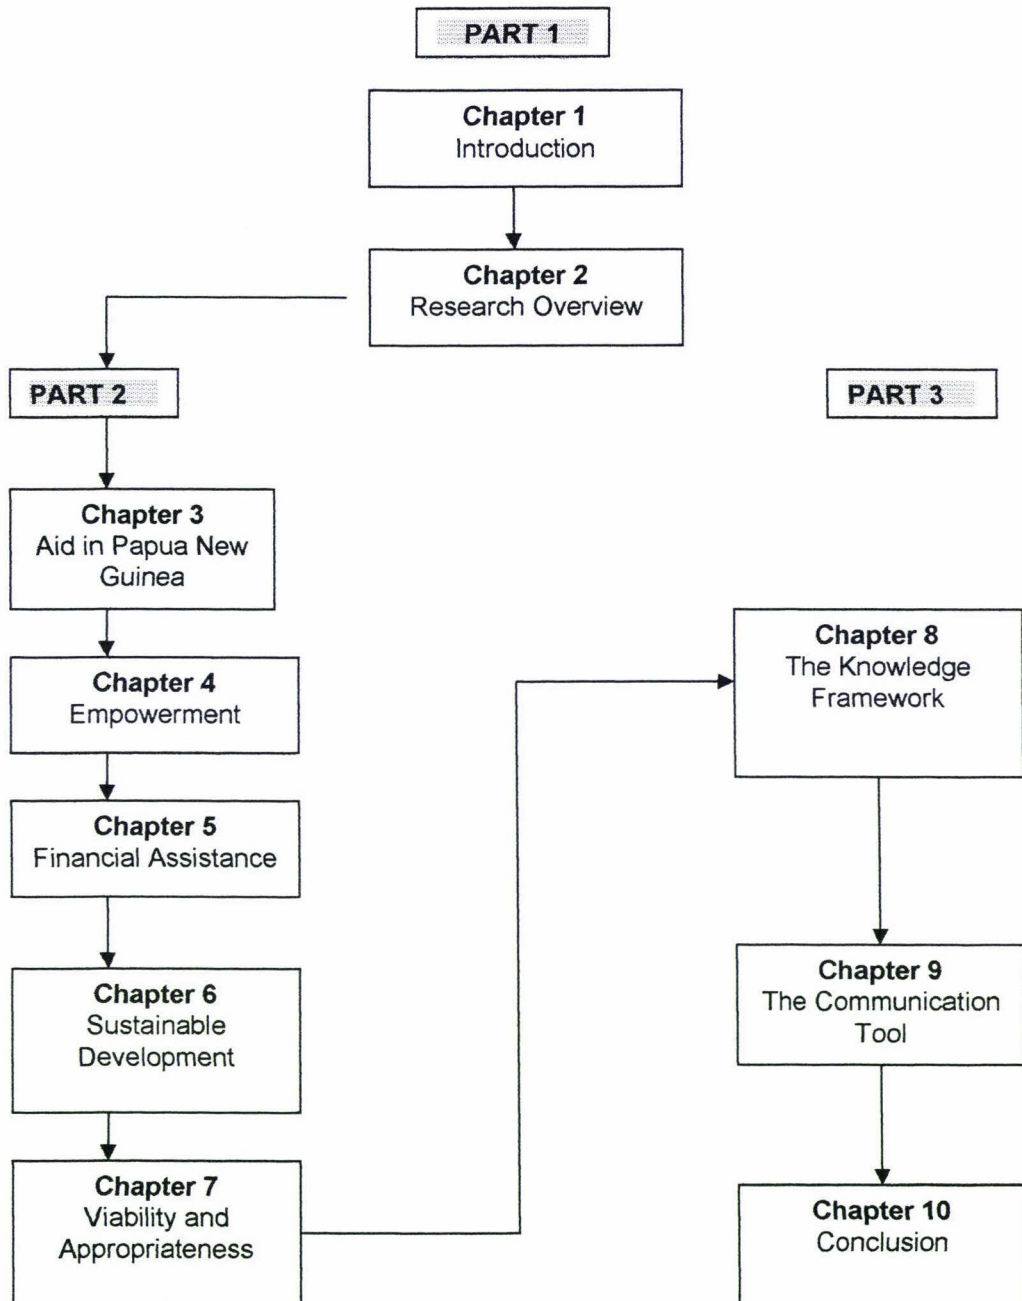 PART 1
Chapter 1
Introduction
Chapter 2
Research Overview
PART 2
Chapter 3
Aid in Papua New
Guinea
Chapter 4
Empowerment
Chapter 5
Financial Assistance
Chapter 6
Sustainable
Development
Chapter 7
Viability and
Appropriateness
PART 3
Chapter 8
The Knowledge
Framework
Chapter 9
The Communication
Tool
Chapter 10
Conclusion